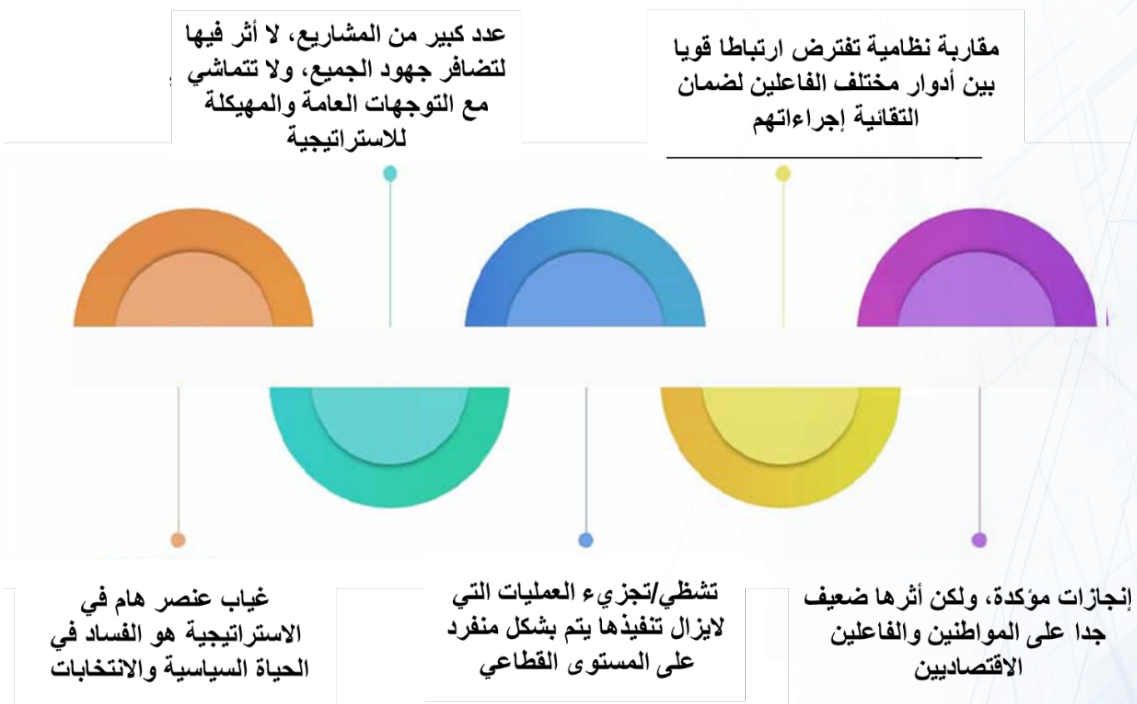 مقاربة نظامية تفترض ارتباطا قويا
بين أدوار مختلف الفاعلين لضمان
التقائية إجراءاتهم
عدد كبير من المشاريع، لا أثر فيها
لتضافر جهود الجميع، ولا تتماشي
مع التوجهات العامة والمهيكلة
للاستراتيجية
إنجازات مؤكدة، ولكن أثرها ضعيف
جدا على المواطنين والفاعلين
الاقتصاديين
تشظي/تجزيء العمليات التي
لايزال تنفيذها يتم بشكل منفرد
على المستوى القطاعي
غياب عنصر هام في
الاستراتيجية هو الفساد في
الحياة السياسية والانتخابات